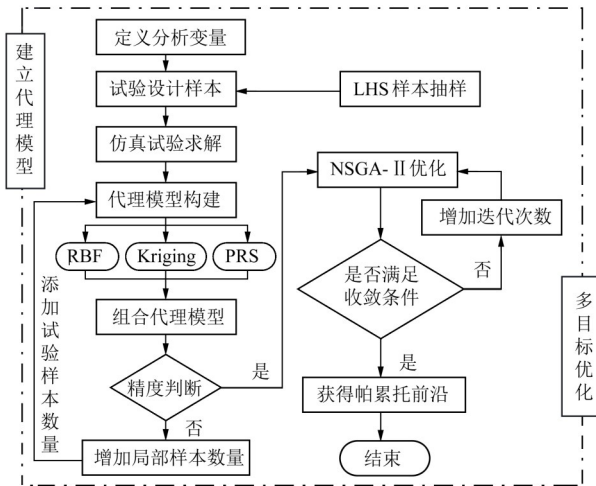 建立代理模型
定义分析变量
试验设计样本
LHS样本抽样
仿真试验求解
代理模型构建
RBF
Kriging
PRS
组合代理模型
精度判断
是
否
增加局部样本数量
添加试验样本数量
NSGA-Ⅱ优化
增加迭代次数
是否满足
收敛条件
否
是
获得帕累托前沿
结束
多目标优化